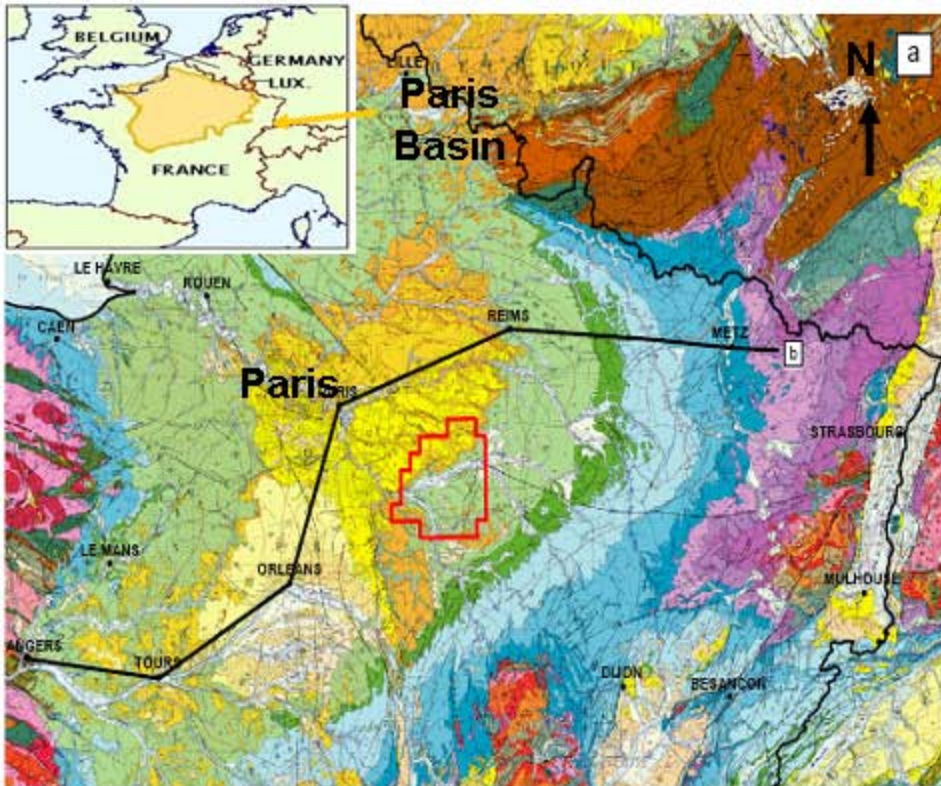 BELGIUM
GERMANY
LUX.
FRANCE
Paris
Basin
N
a
LILLE
LE HAVRE
ROUEN
CAEN
REIMS
METZ
b
Paris
STRASBOURG
LE MANS
ORLEANS
MULHOUSE
ANGERS
TOURS
DIJON
BESANCON